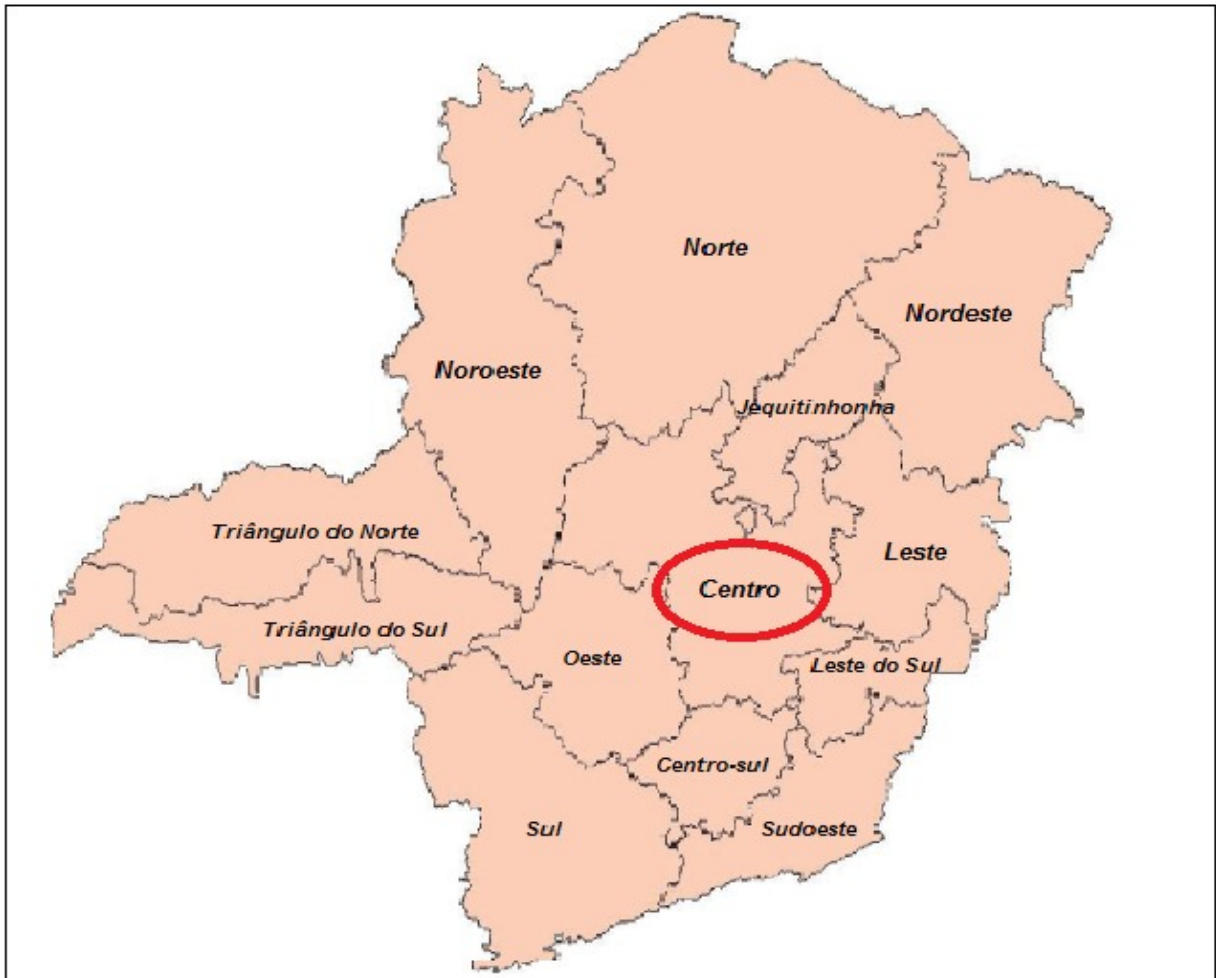 Norte
Nordeste
Noroeste
Jequitinhonha
Triângulo do Norte
Leste
Centro
Triângulo do Sul
Oeste
Leste do Sul
Centro-sul
Sul
Sudoeste